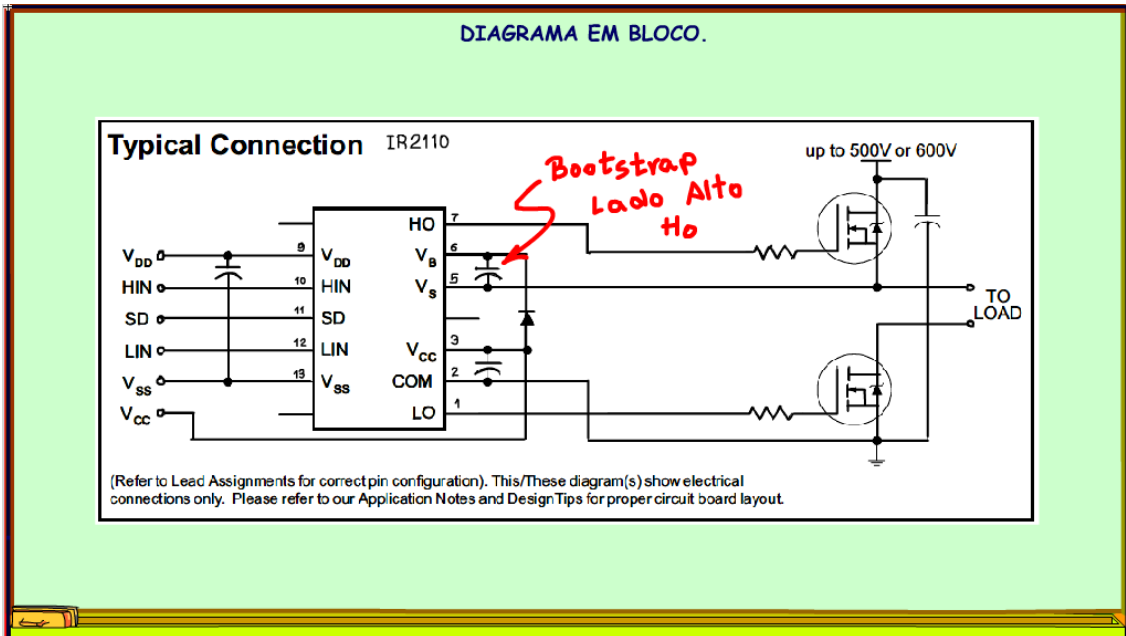 DIAGRAMA EM BLOCO.
Typical Connection IR2110
up to 500V or 600V
Bootstrap
Lado Alto
Ho
HO 7
VDD 9 VDD VB 6
HIN 10 HIN VS 5
SD 11 SD
LIN 12 LIN VCC 3
VSS 13 VSS COM 2
VCC LO 1
TO
LOAD
(Refer to Lead Assignments for correct pin configuration). This/These diagram(s) show electrical
connections only. Please refer to our Application Notes and DesignTips for proper circuit board layout.